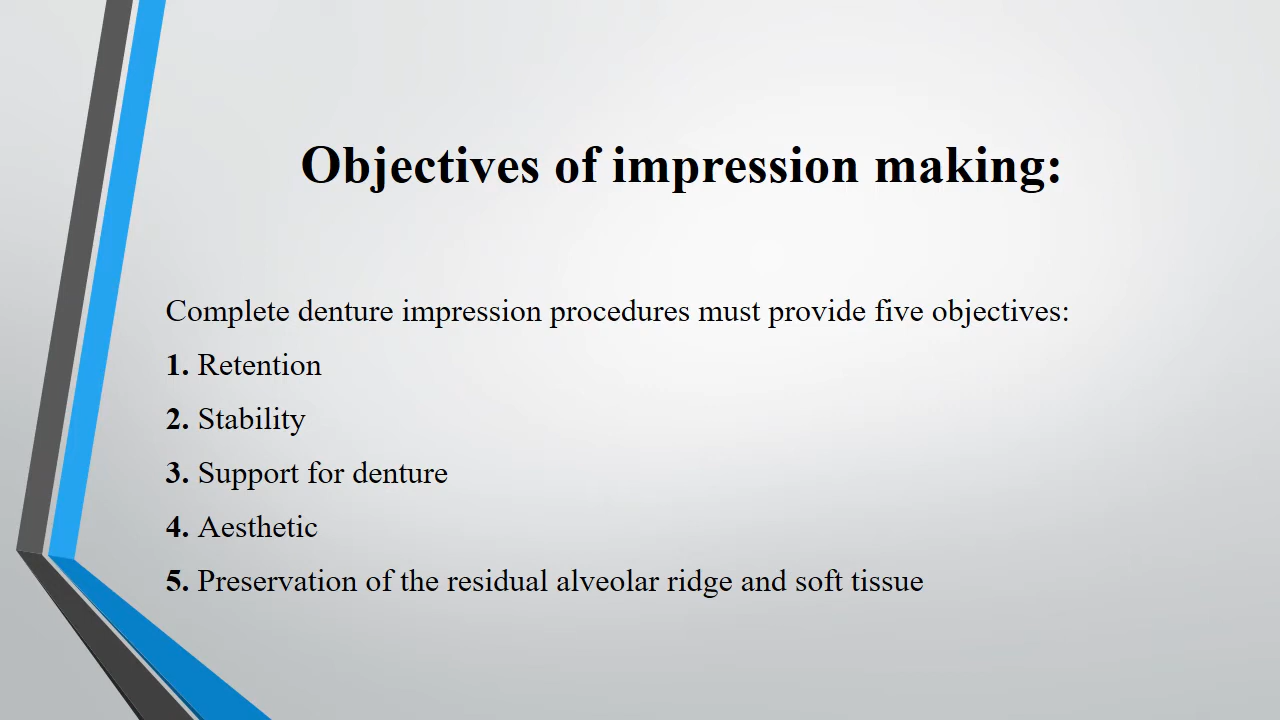 Objectives of impression making:
Complete denture impression procedures must provide five objectives:
1. Retention
2. Stability
3. Support for denture
4. Aesthetic
5. Preservation of the residual alveolar ridge and soft tissue